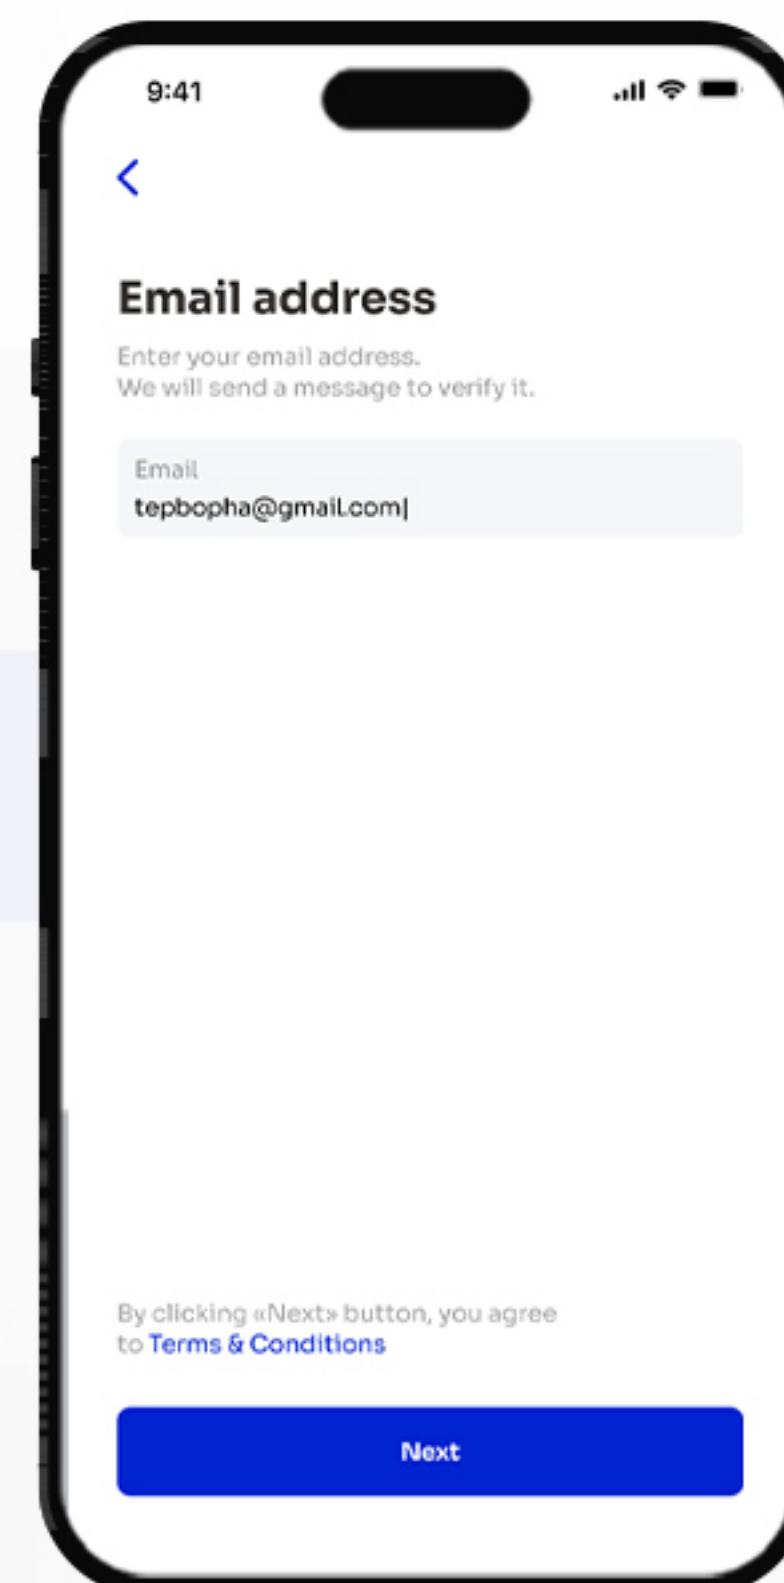 9:41
Email address
Enter your email address.
We will send a message to verify it.
Email
tepbopha@gmail.com
By clicking «Next» button, you agree
to Terms & Conditions
Next